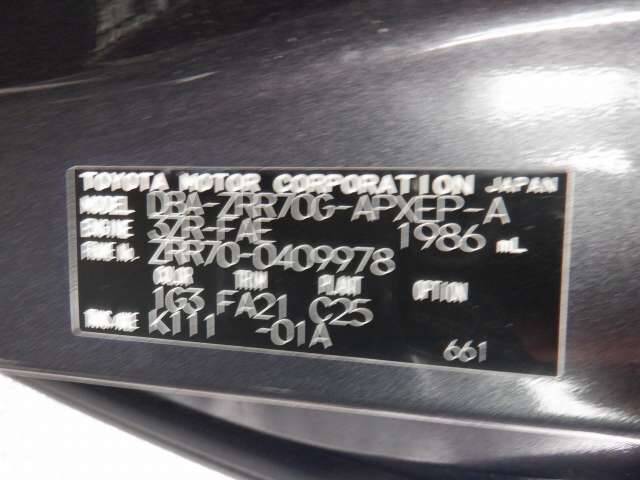 TOYOTA MOTOR CORPORATION JAPAN
MODEL DBA-ZRR70G-APXEP-A
ENGINE 3ZR-FAE 1986 mL
FRAME No. ZRR70-0409978
COLOR TRIM PLANT OPTION
1G3 FA21 C25
TRANS/AXLE K111 -01A
661